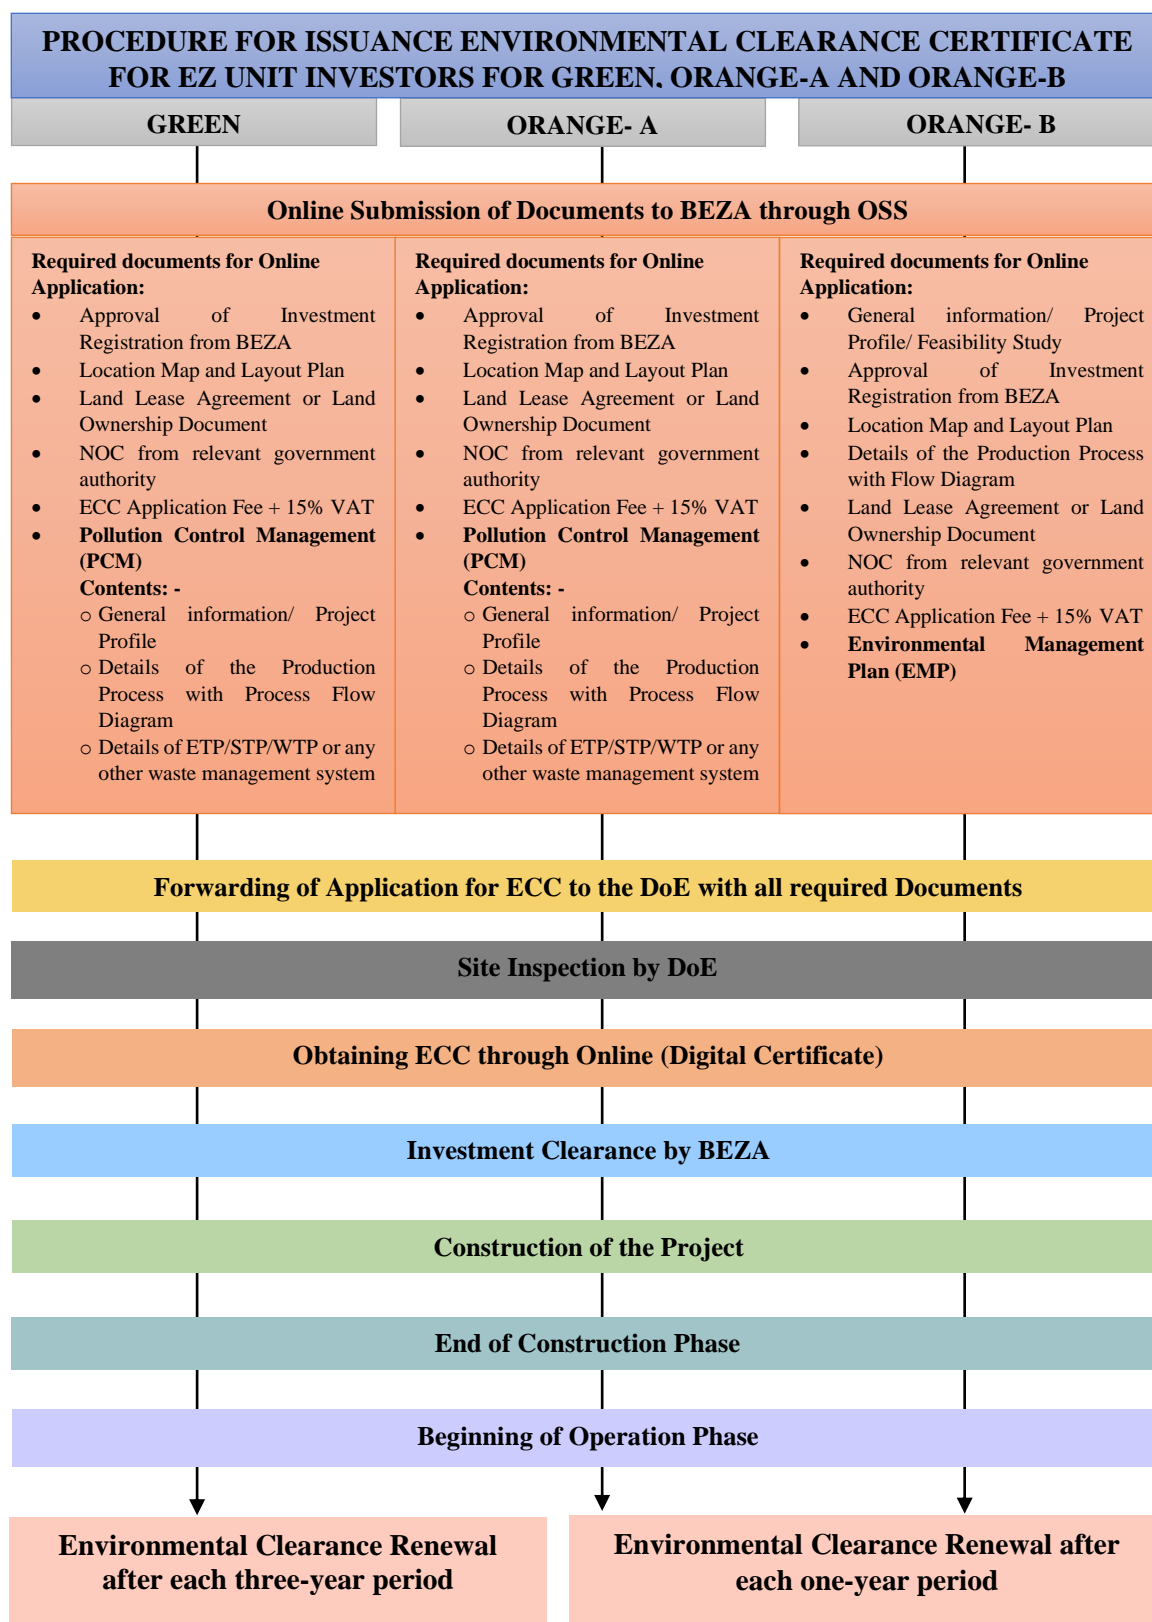 PROCEDURE FOR ISSUANCE ENVIRONMENTAL CLEARANCE CERTIFICATE
FOR EZ UNIT INVESTORS FOR GREEN, ORANGE-A AND ORANGE-B
GREEN
ORANGE- A
ORANGE- B
Online Submission of Documents to BEZA through OSS
Required documents for Online
Application:
• Approval of Investment
Registration from BEZA
• Location Map and Layout Plan
• Land Lease Agreement or Land
Ownership Document
• NOC from relevant government
authority
• ECC Application Fee + 15% VAT
• Pollution Control Management
(PCM)
Contents: -
o General information/ Project
Profile
o Details of the Production
Process with Process Flow
Diagram
o Details of ETP/STP/WTP or any
other waste management system
Required documents for Online
Application:
• Approval of Investment
Registration from BEZA
• Location Map and Layout Plan
• Land Lease Agreement or Land
Ownership Document
• NOC from relevant government
authority
• ECC Application Fee + 15% VAT
• Pollution Control Management
(PCM)
Contents: -
o General information/ Project
Profile
o Details of the Production
Process with Process Flow
Diagram
o Details of ETP/STP/WTP or any
other waste management system
Required documents for Online
Application:
• General information/ Project
Profile/ Feasibility Study
• Approval of Investment
Registration from BEZA
• Location Map and Layout Plan
• Details of the Production Process
with Flow Diagram
• Land Lease Agreement or Land
Ownership Document
• NOC from relevant government
authority
• ECC Application Fee + 15% VAT
• Environmental Management
Plan (EMP)
Forwarding of Application for ECC to the DoE with all required Documents
Site Inspection by DoE
Obtaining ECC through Online (Digital Certificate)
Investment Clearance by BEZA
Construction of the Project
End of Construction Phase
Beginning of Operation Phase
Environmental Clearance Renewal
after each three-year period
Environmental Clearance Renewal after
each one-year period